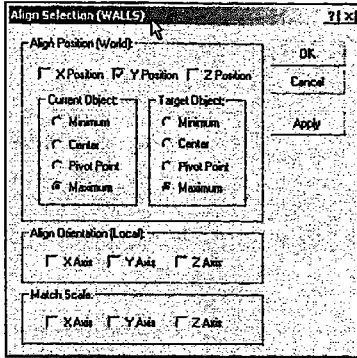 Align Selection (WALLS)
Align Position (World):
X Position Y Position Z Position
Current Object: Target Object:
Minimum Minimum
Center Center
Pivot Point Pivot Point
Maximum Maximum
OK
Cancel
Apply
Align Orientation (Local):
X Axis Y Axis Z Axis
Match Scale:
X Axis Y Axis Z Axis